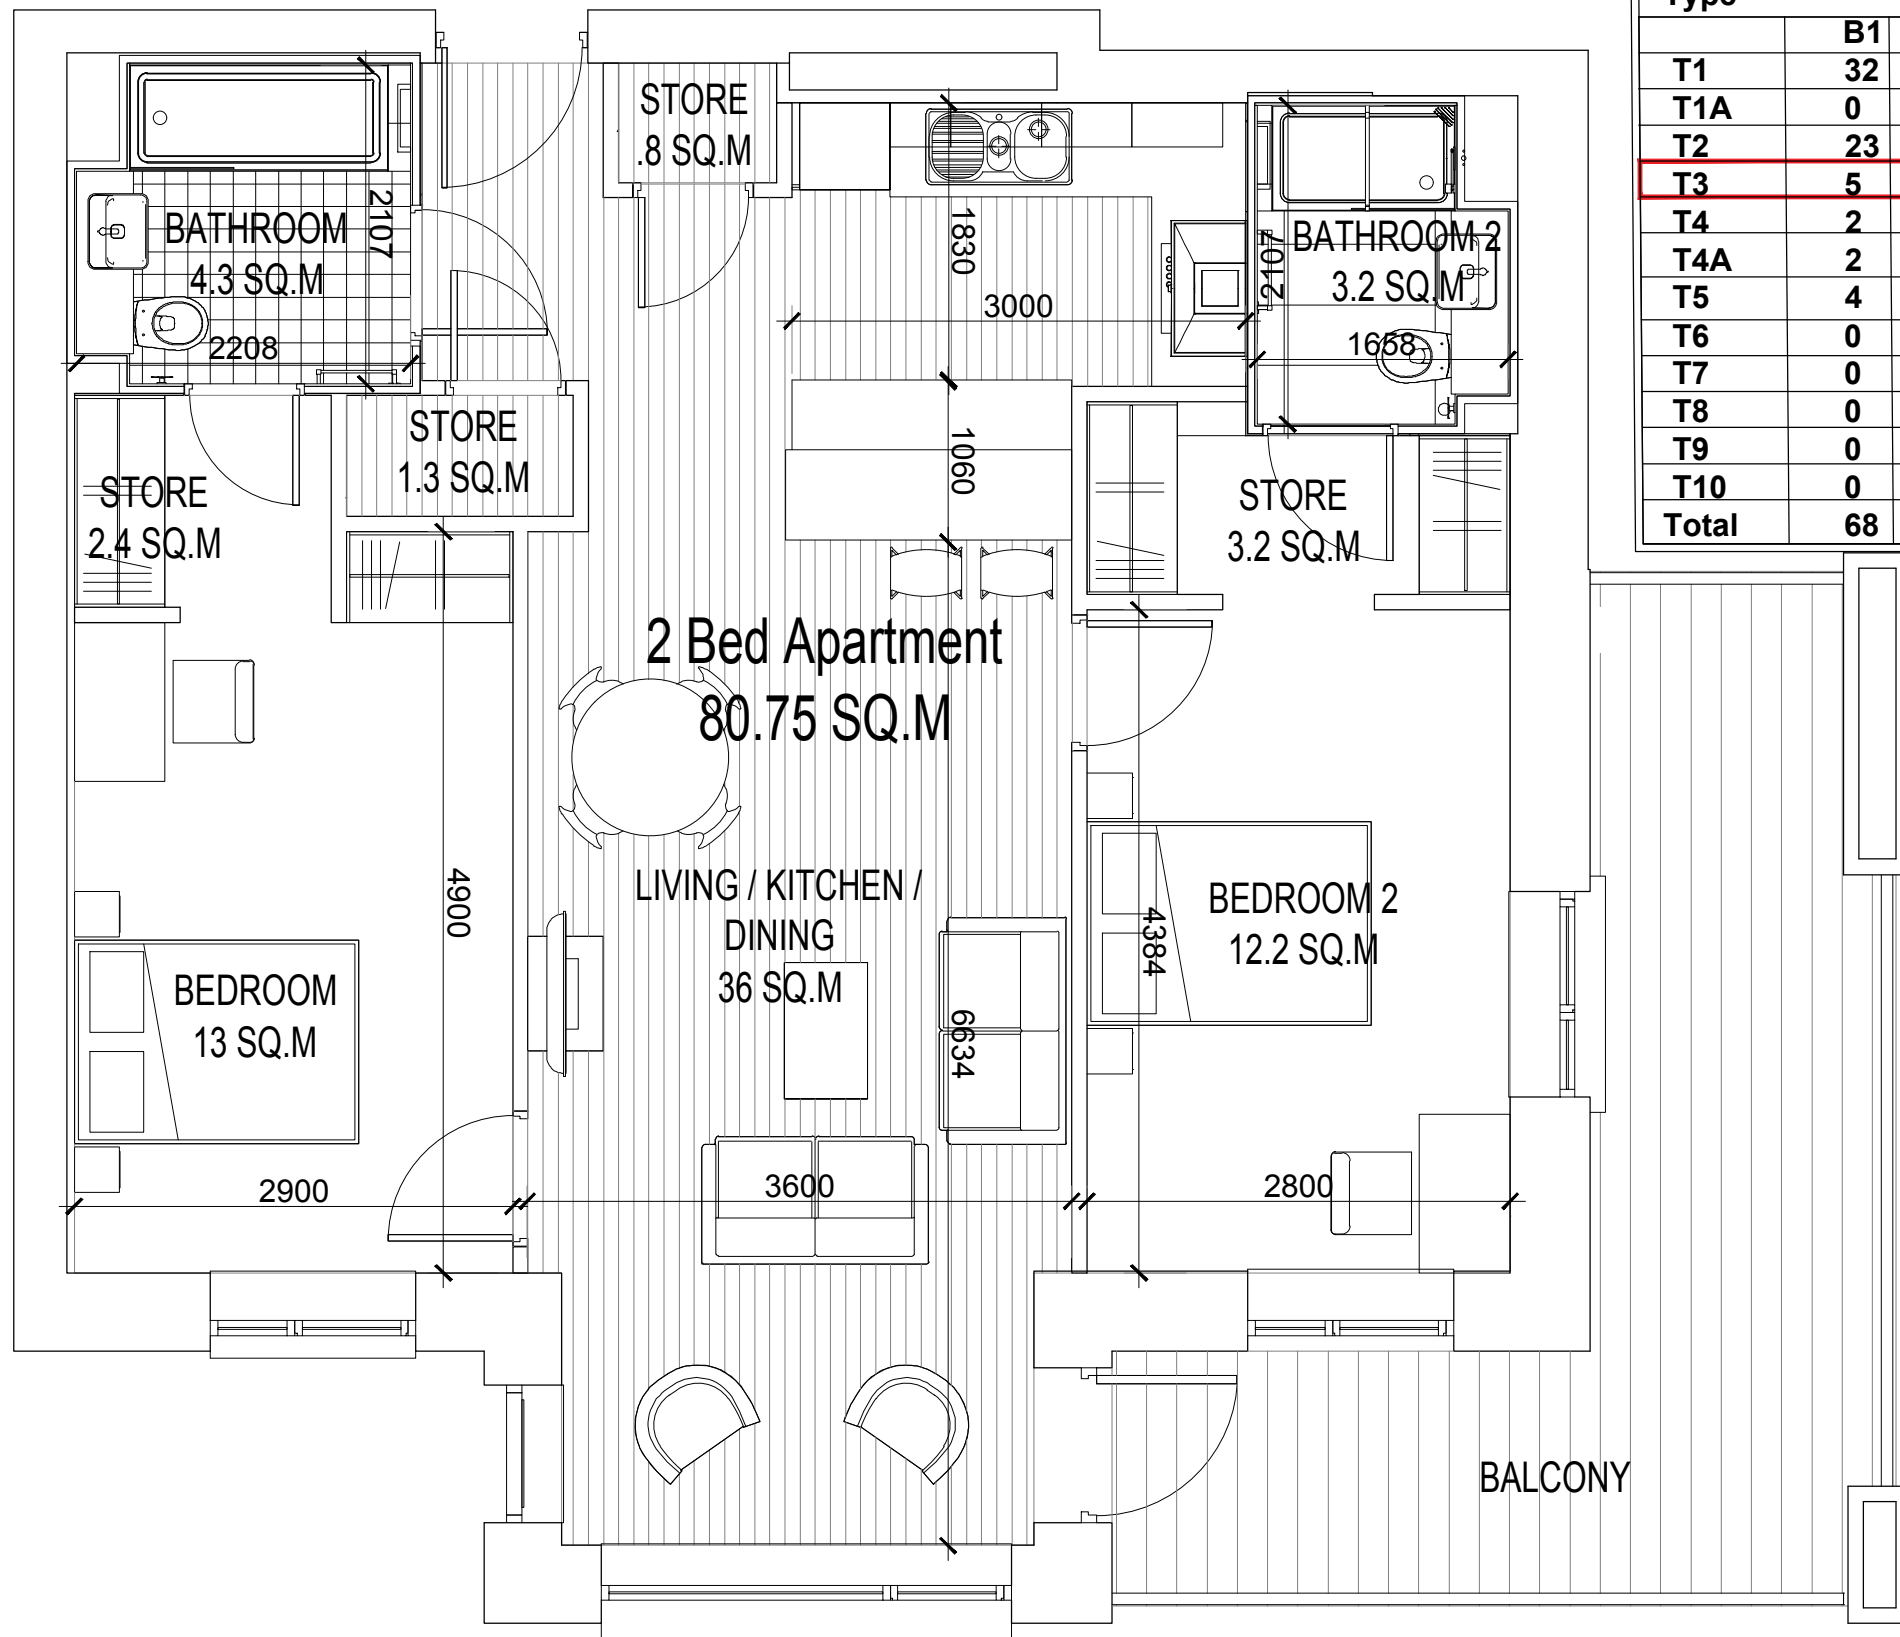 Type
B1
T1 32
T1A 0
T2 23
T3 5
T4 2
T4A 2
T5 4
T6 0
T7 0
T8 0
T9 0
T10 0
Total 68
STORE
.8 SQ.M
BATHROOM
4.3 SQ.M
2107
2208
1830
3000
2107
BATHROOM 2
3.2 SQ.M
1658
STORE
1.3 SQ.M
STORE
2.4 SQ.M
1060
STORE
3.2 SQ.M
2 Bed Apartment
80.75 SQ.M
LIVING / KITCHEN /
DINING
36 SQ.M
4900
BEDROOM
13 SQ.M
6634
4384
BEDROOM 2
12.2 SQ.M
2900
3600
2800
BALCONY